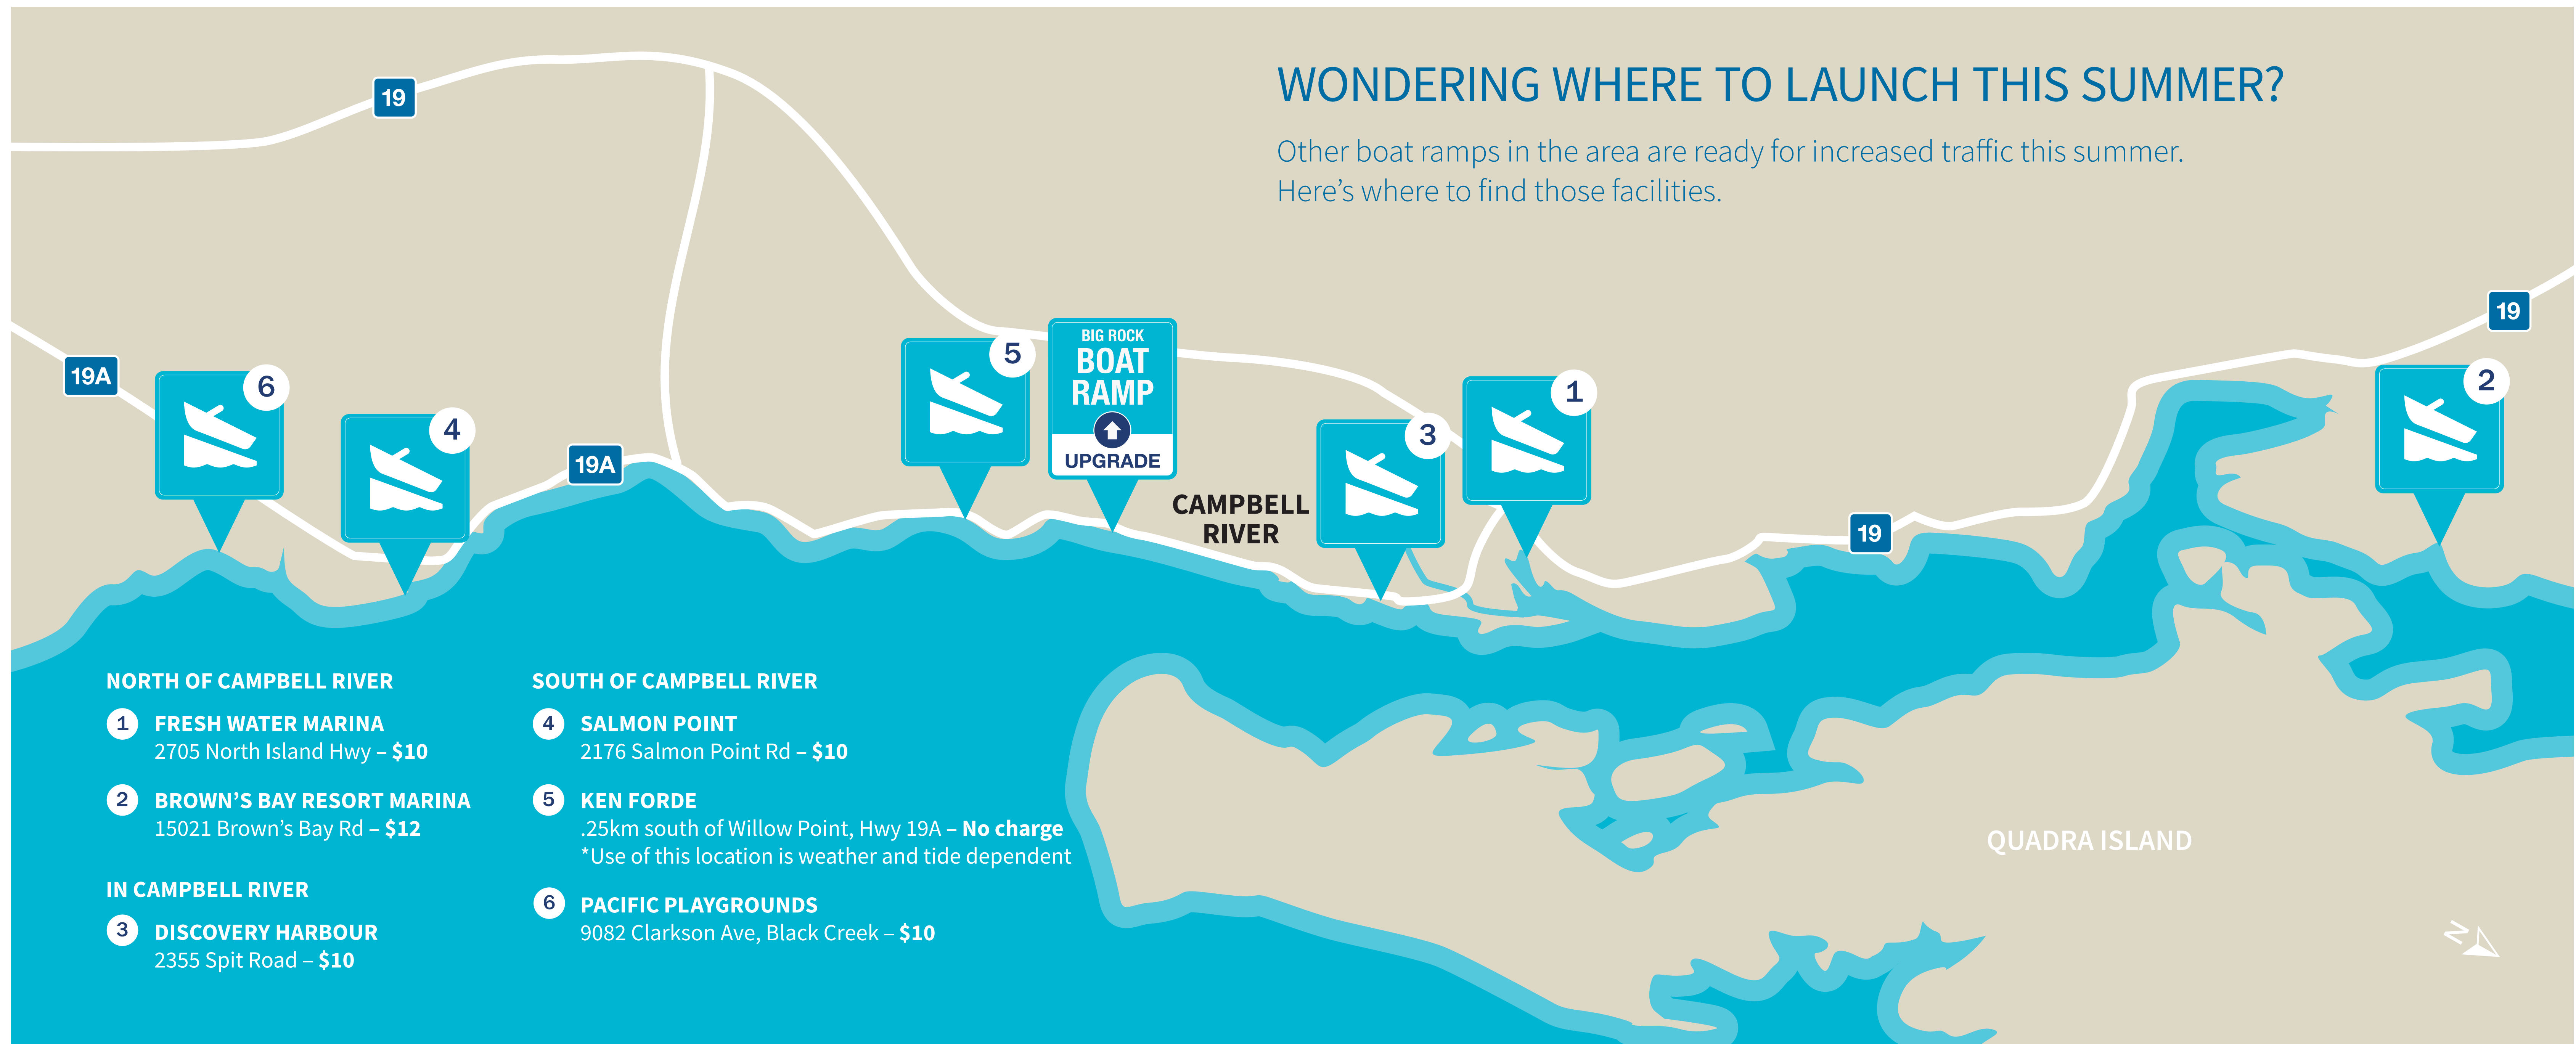 WONDERING WHERE TO LAUNCH THIS SUMMER?
Other boat ramps in the area are ready for increased traffic this summer.
Here's where to find those facilities.
19
19
19A
6
4
19A
5
BIG ROCK
BOAT
RAMP
UPGRADE
CAMPBELL
RIVER
3
1
19
2
NORTH OF CAMPBELL RIVER
1 FRESH WATER MARINA
2705 North Island Hwy – $10
2 BROWN'S BAY RESORT MARINA
15021 Brown's Bay Rd – $12
IN CAMPBELL RIVER
3 DISCOVERY HARBOUR
2355 Spit Road – $10
SOUTH OF CAMPBELL RIVER
4 SALMON POINT
2176 Salmon Point Rd – $10
5 KEN FORDE
.25km south of Willow Point, Hwy 19A – No charge
*Use of this location is weather and tide dependent
6 PACIFIC PLAYGROUNDS
9082 Clarkson Ave, Black Creek – $10
QUADRA ISLAND
N